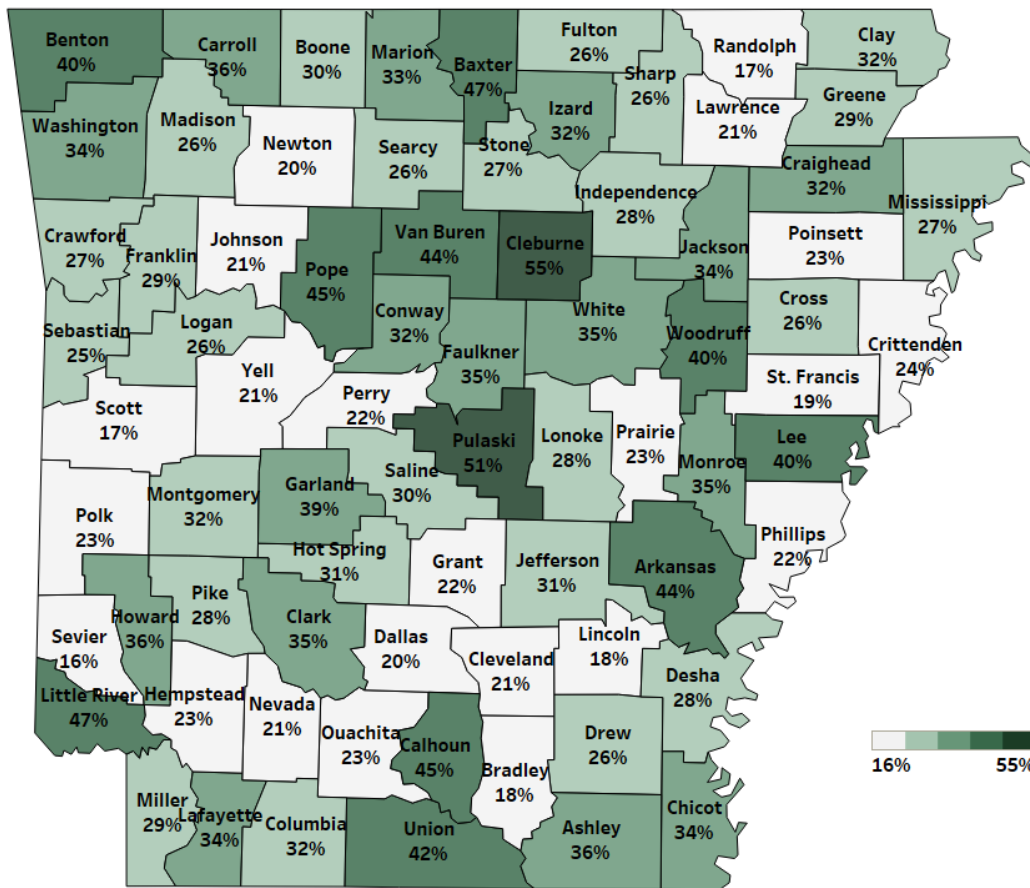 Benton
40%
Carroll
36%
Boone
30%
Marion
33%
Baxter
47%
Fulton
26%
Sharp
26%
Randolph
17%
Clay
32%
Washington
34%
Madison
26%
Newton
20%
Searcy
26%
Stone
27%
Izard
32%
Lawrence
21%
Greene
29%
Independence
28%
Craighead
32%
Mississippi
27%
Crawford
27%
Franklin
29%
Johnson
21%
Pope
45%
Van Buren
44%
Cleburne
55%
Jackson
34%
Poinsett
23%
Sebastian
25%
Logan
26%
Conway
32%
Faulkner
35%
White
35%
Woodruff
40%
Cross
26%
Crittenden
24%
Scott
17%
Yell
21%
Perry
22%
Pulaski
51%
Lonoke
28%
Prairie
23%
Monroe
35%
St. Francis
19%
Lee
40%
Polk
23%
Montgomery
32%
Garland
39%
Saline
30%
Hot Spring
31%
Grant
22%
Jefferson
31%
Arkansas
44%
Phillips
22%
Sevier
16%
Howard
36%
Pike
28%
Clark
35%
Dallas
20%
Cleveland
21%
Lincoln
18%
Desha
28%
Little River
47%
Hempstead
23%
Nevada
21%
Ouachita
23%
Calhoun
45%
Bradley
18%
Drew
26%
Miller
29%
Lafayette
34%
Columbia
32%
Union
42%
Ashley
36%
Chicot
34%
16%
55%